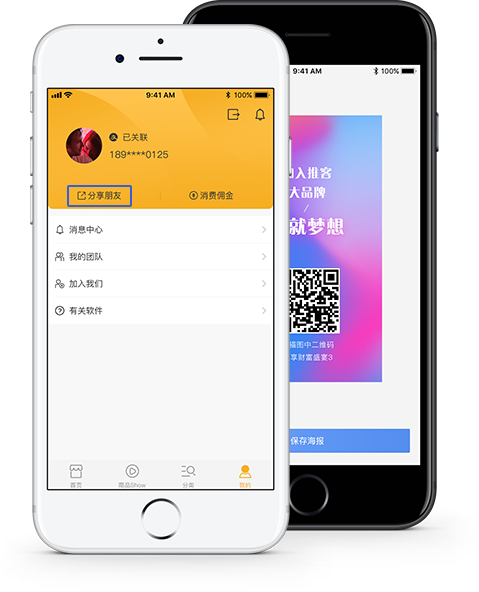 9:41 AM
100%
已关联
189****0125
分享朋友
消费佣金
消息中心
我的团队
加入我们
有关软件
首页
商品Show
分类
我的
9:41 AM
100%
入推客
大品牌
/
就梦想
描图中二维码
享财富盛宴3
保存海报